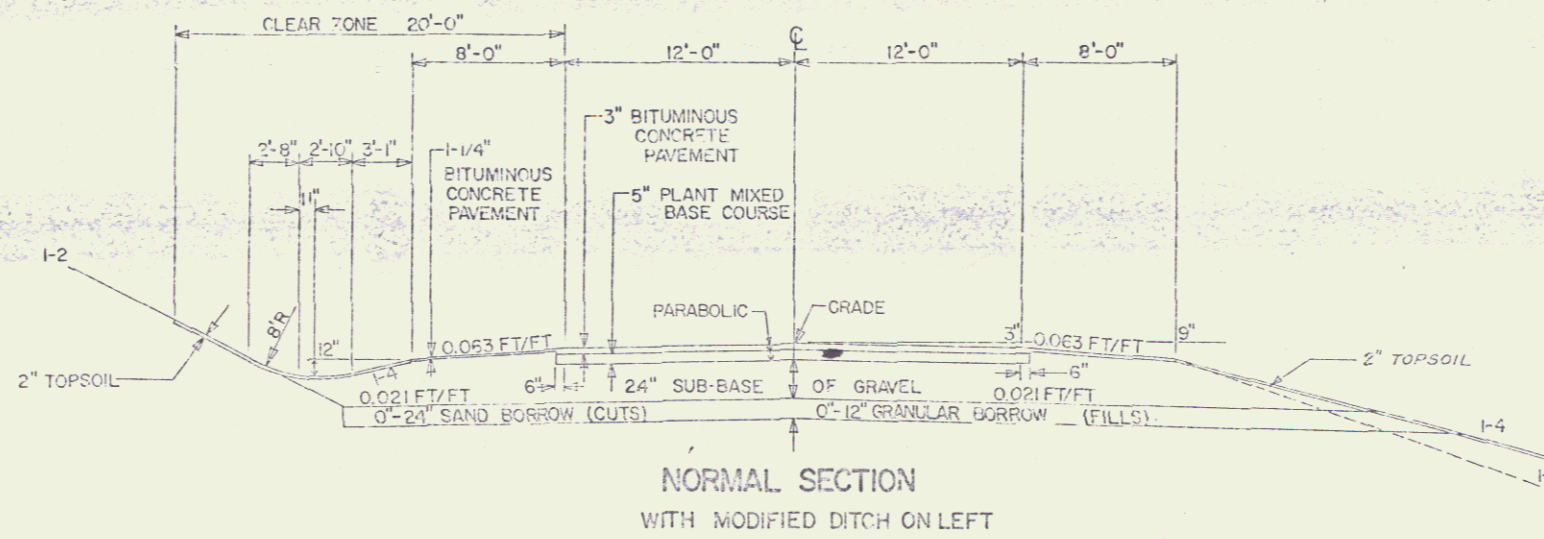 CLEAR ZONE 20'-0"
℄
8'-0"
12'-0"
12'-0"
8'-0"
2'-8"
2'-10"
3'-1"
1-1/4"
BITUMINOUS
CONCRETE
PAVEMENT
3" BITUMINOUS
CONCRETE
PAVEMENT
5" PLANT MIXED
BASE COURSE
11"
1-2
8'R
12"
PARABOLIC
GRADE
0.063 FT/FT
3"
0.063 FT/FT
9"
2" TOPSOIL
2" TOPSOIL
1-4
6"
24" SUB-BASE OF GRAVEL
6"
0.021 FT/FT
0.021 FT/FT
0"-24" SAND BORROW (CUTS)
0"-12" GRANULAR BORROW (FILLS)
1-4
NORMAL SECTION
WITH MODIFIED DITCH ON LEFT